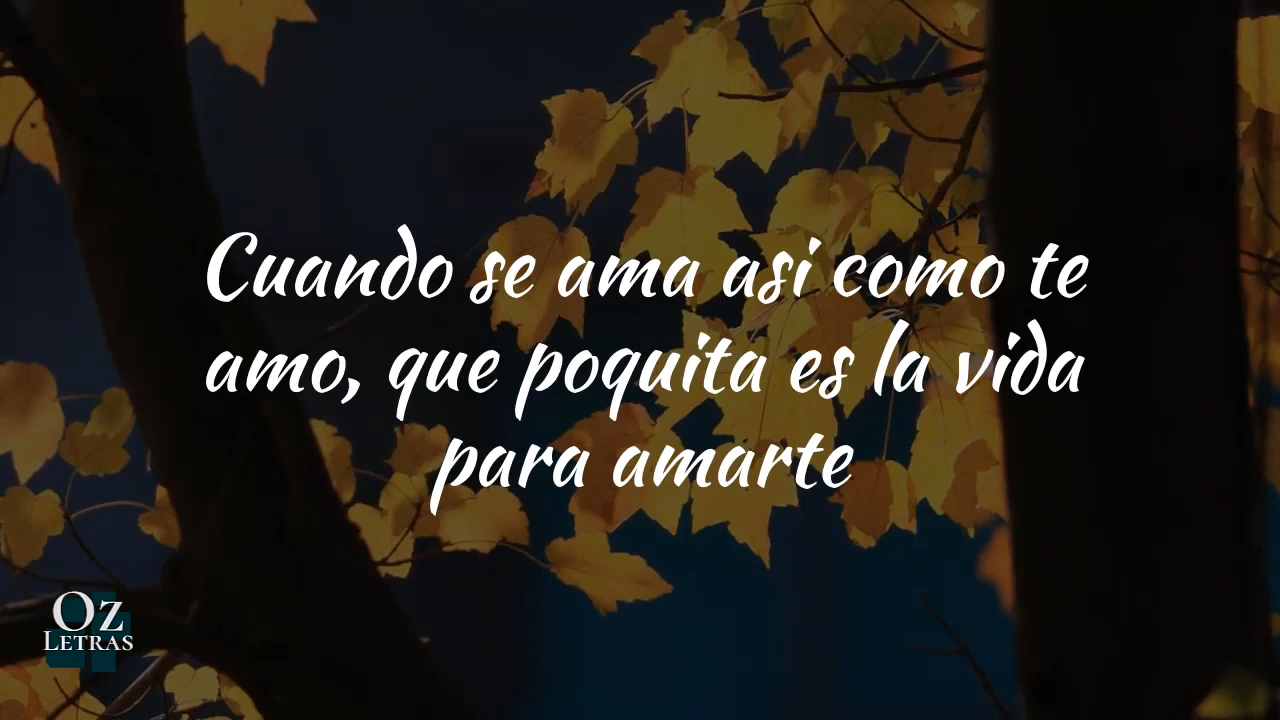 Cuando se ama asi como te
amo, que poquita es la vida
para amarte
Oz
Letras